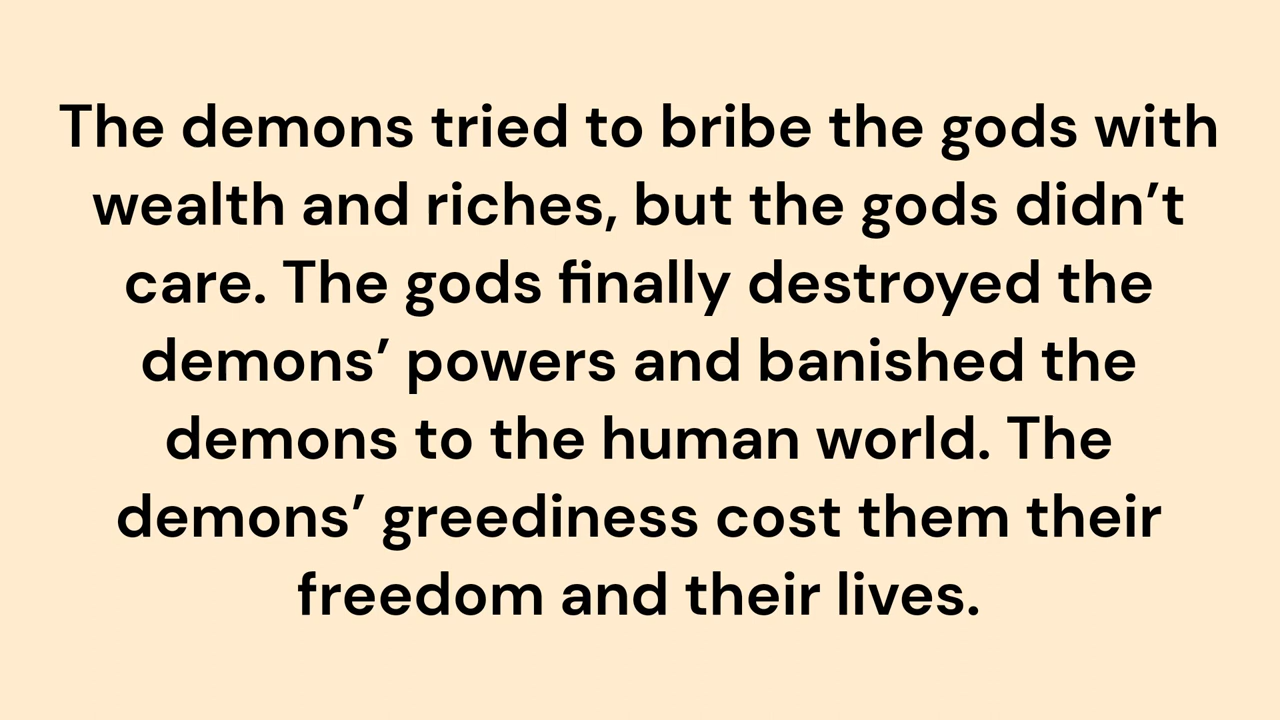 The demons tried to bribe the gods with
wealth and riches, but the gods didn’t
care. The gods finally destroyed the
demons’ powers and banished the
demons to the human world. The
demons’ greediness cost them their
freedom and their lives.